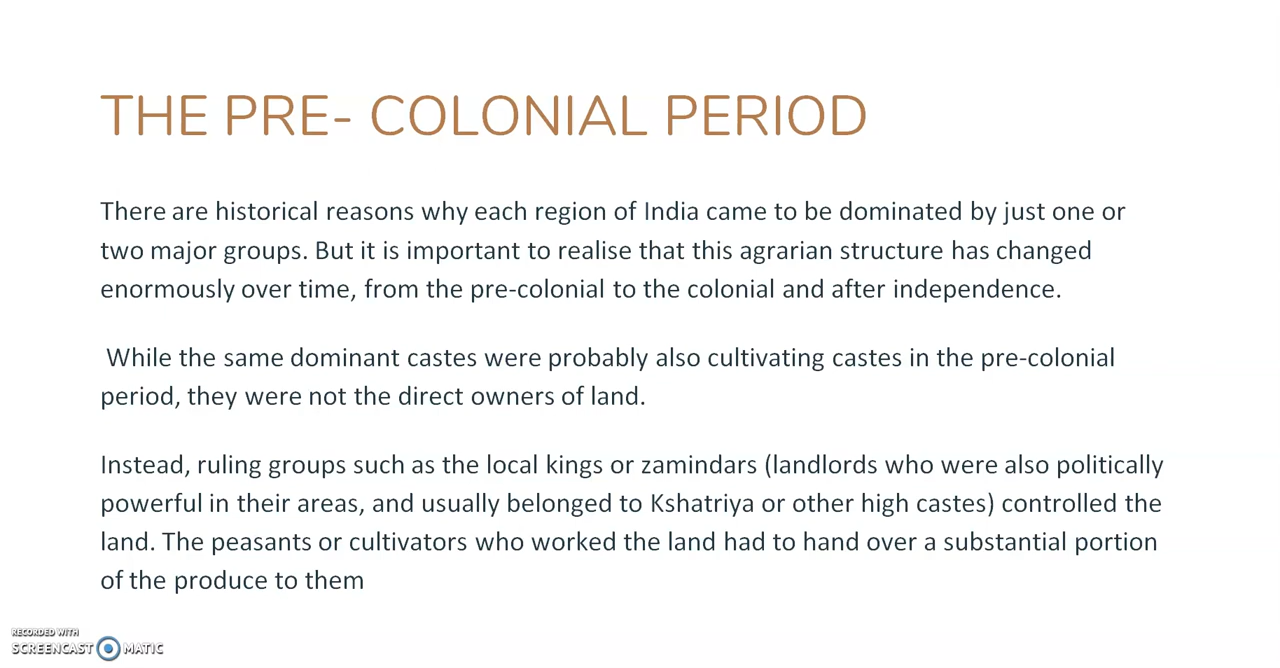 THE PRE- COLONIAL PERIOD
There are historical reasons why each region of India came to be dominated by just one or
two major groups. But it is important to realise that this agrarian structure has changed
enormously over time, from the pre-colonial to the colonial and after independence.
While the same dominant castes were probably also cultivating castes in the pre-colonial
period, they were not the direct owners of land.
Instead, ruling groups such as the local kings or zamindars (landlords who were also politically
powerful in their areas, and usually belonged to Kshatriya or other high castes) controlled the
land. The peasants or cultivators who worked the land had to hand over a substantial portion
of the produce to them
RECORDED WITH
SCREENCAST MATIC